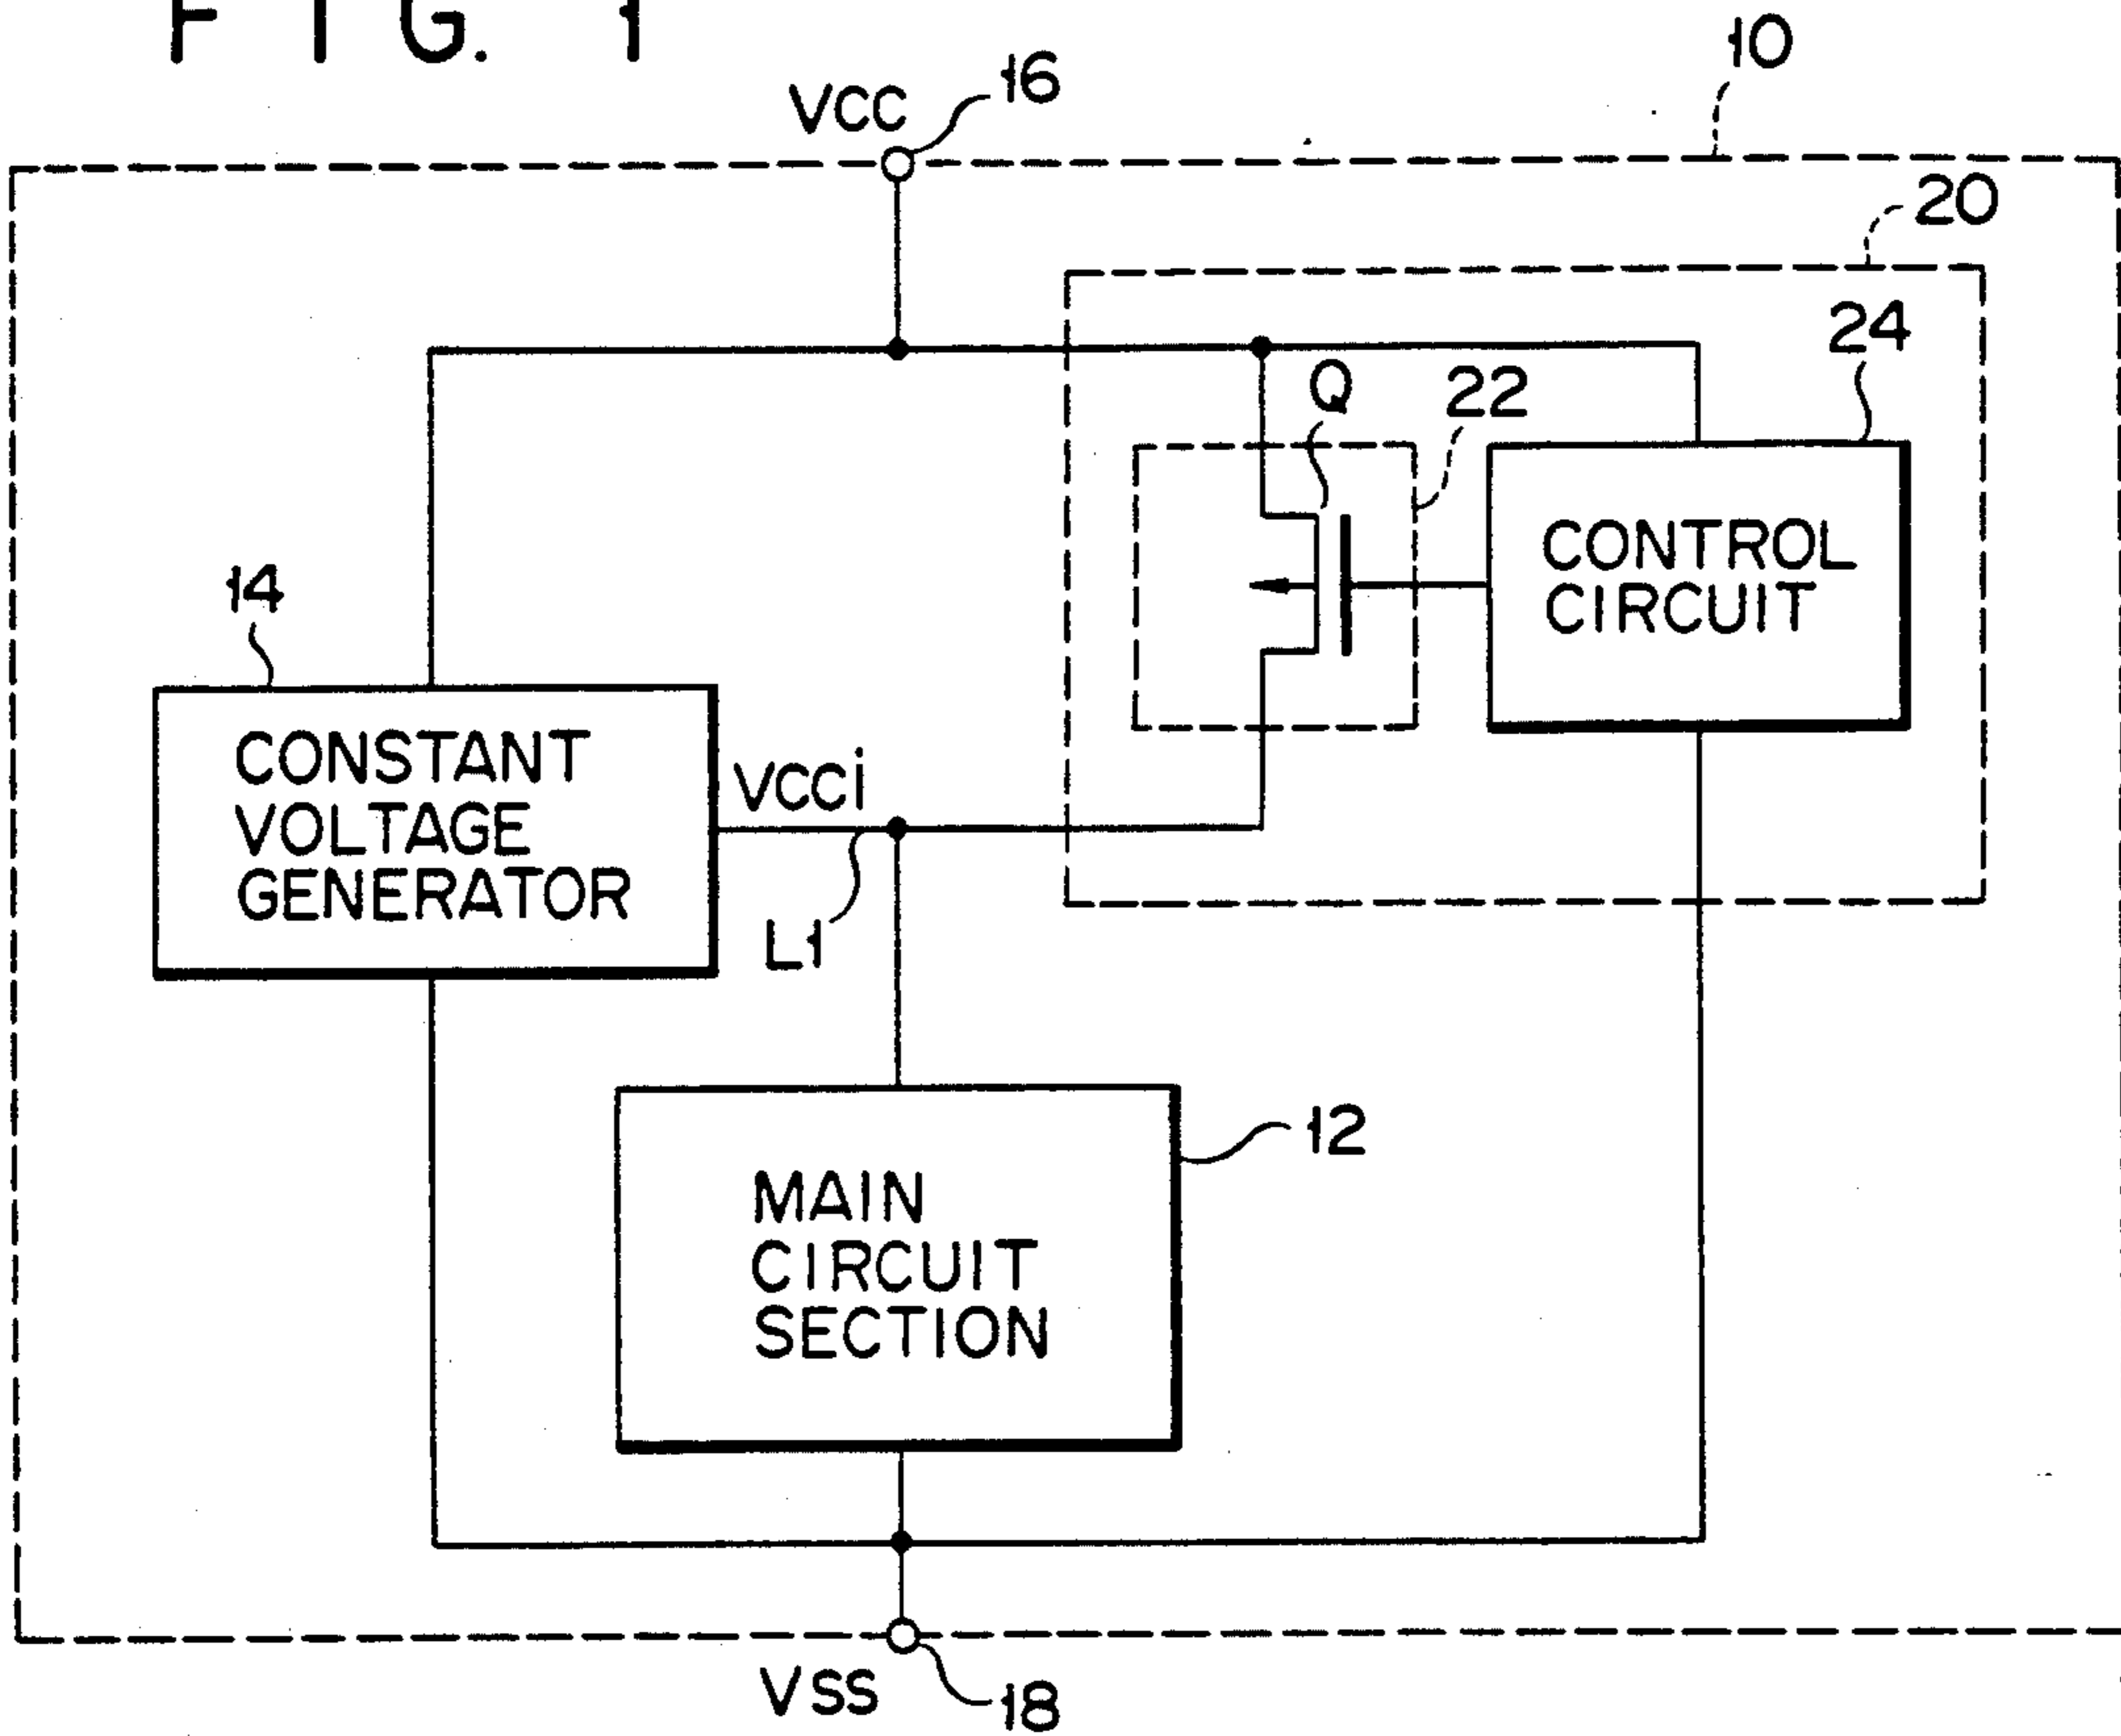 FIG. 1
10
VCC
16
20
24
Q
22
CONTROL
CIRCUIT
14
CONSTANT
VOLTAGE
GENERATOR
VCCi
L1
12
MAIN
CIRCUIT
SECTION
VSS
18